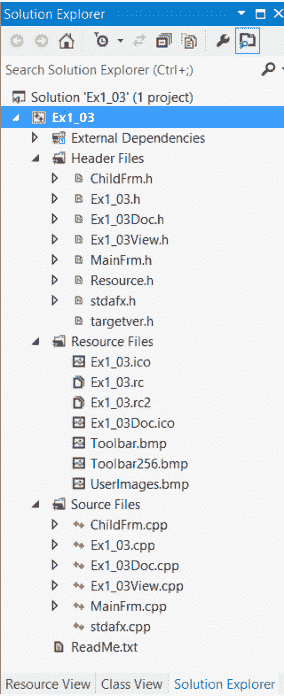 Solution Explorer
Search Solution Explorer (Ctrl+;)
Solution 'Ex1_03' (1 project)
Ex1_03
External Dependencies
Header Files
ChildFrm.h
Ex1_03.h
Ex1_03Doc.h
Ex1_03View.h
MainFrm.h
Resource.h
stdafx.h
targetver.h
Resource Files
Ex1_03.ico
Ex1_03.rc
Ex1_03.rc2
Ex1_03Doc.ico
Toolbar.bmp
Toolbar256.bmp
UserImages.bmp
Source Files
ChildFrm.cpp
Ex1_03.cpp
Ex1_03Doc.cpp
Ex1_03View.cpp
MainFrm.cpp
stdafx.cpp
ReadMe.txt
Resource View Class View Solution Explorer